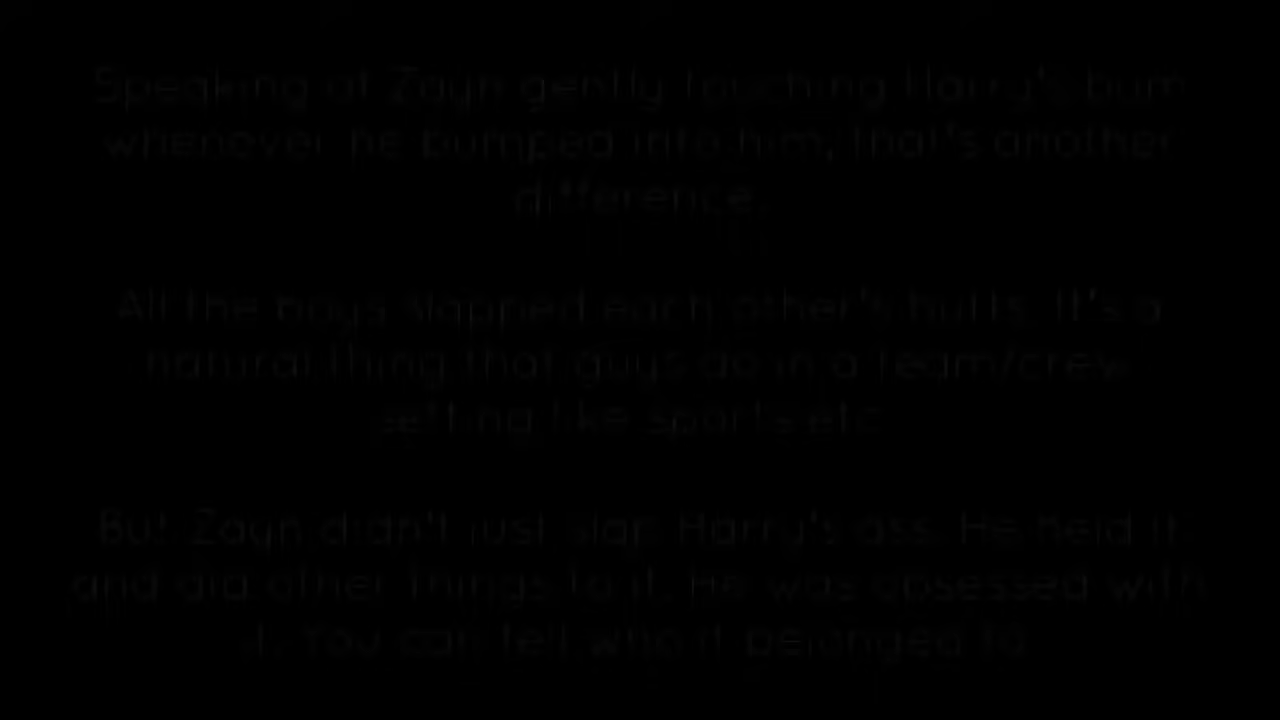 Speaking of Zayn gently touching Harry's bum
whenever he bumped into him, that's another
difference.
All the boys slapped each other's butts. It's a
natural thing that guys do in a team/crew
setting like sports etc
But Zayn didn't just slap Harry's ass. He held it
and did other things to it. He was obsessed with
it. You can tell who it belonged to